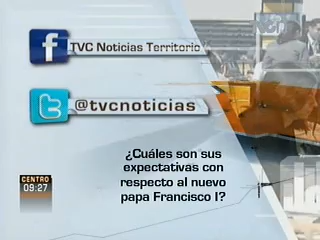 TVC Noticias Territorio
@tvcnoticias
¿Cuáles son sus
expectativas con
respecto al nuevo
papa Francisco I?
CENTRO
09:27